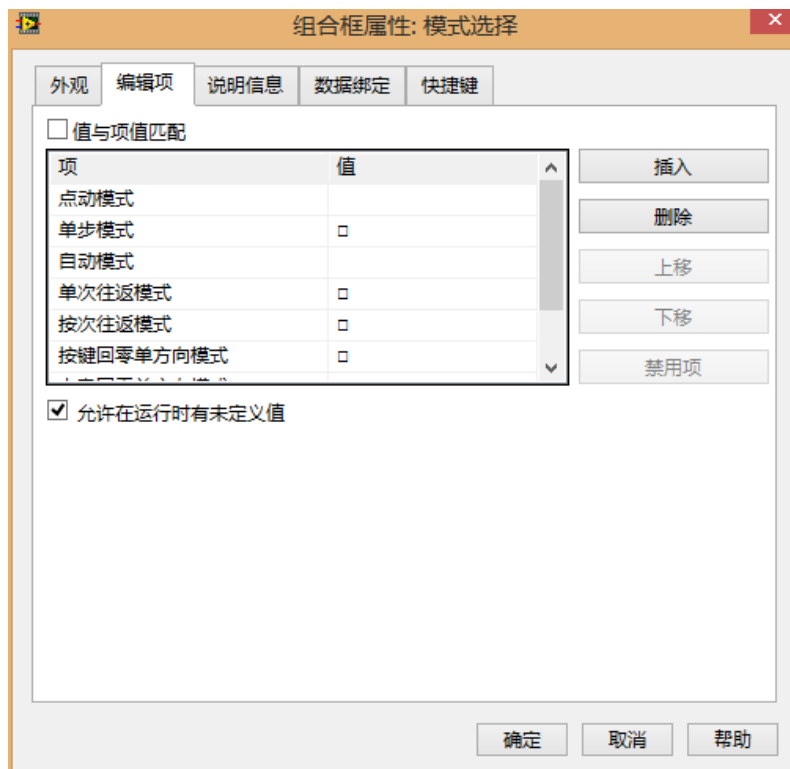 组合框属性: 模式选择
外观 编辑项 说明信息 数据绑定 快捷键
值与项值匹配
项 值
点动模式
单步模式 □
自动模式
单次往返模式 □
按次往返模式 □
按键回零单方向模式 □
插入
删除
上移
下移
禁用项
允许在运行时有未定义值
确定 取消 帮助